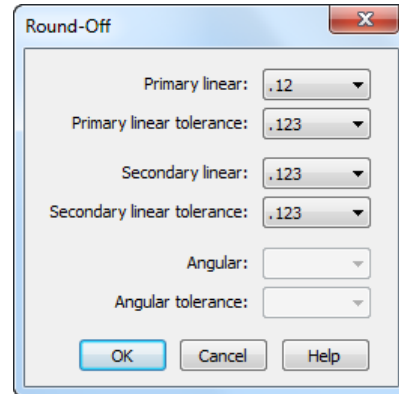 Round-Off
Primary linear: .12
Primary linear tolerance: .123
Secondary linear: .123
Secondary linear tolerance: .123
Angular:
Angular tolerance:
OK Cancel Help